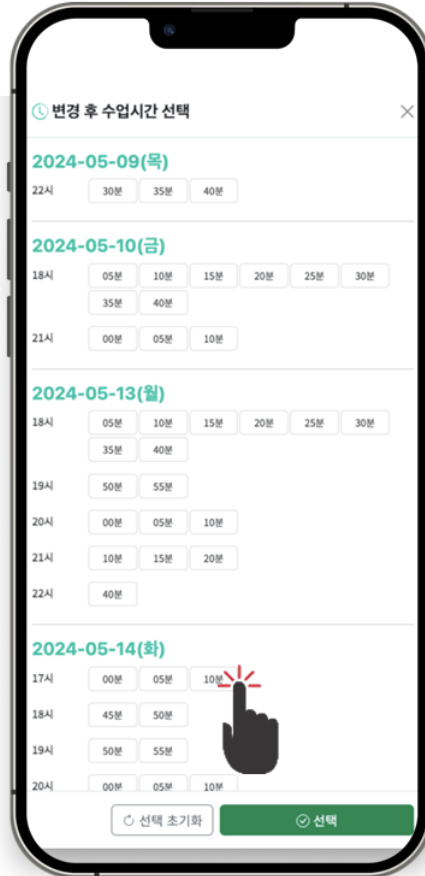 변경 후 수업시간 선택
2024-05-09(목)
22시 30분 35분 40분
2024-05-10(금)
18시 05분 10분 15분 20분 25분 30분
35분 40분
21시 00분 05분 10분
2024-05-13(월)
18시 05분 10분 15분 20분 25분 30분
35분 40분
19시 50분 55분
20시 00분 05분 10분
21시 10분 15분 20분
22시 40분
2024-05-14(화)
17시 00분 05분 10분
18시 45분 50분
19시 50분 55분
20시 00분 05분 10분
선택 초기화 선택